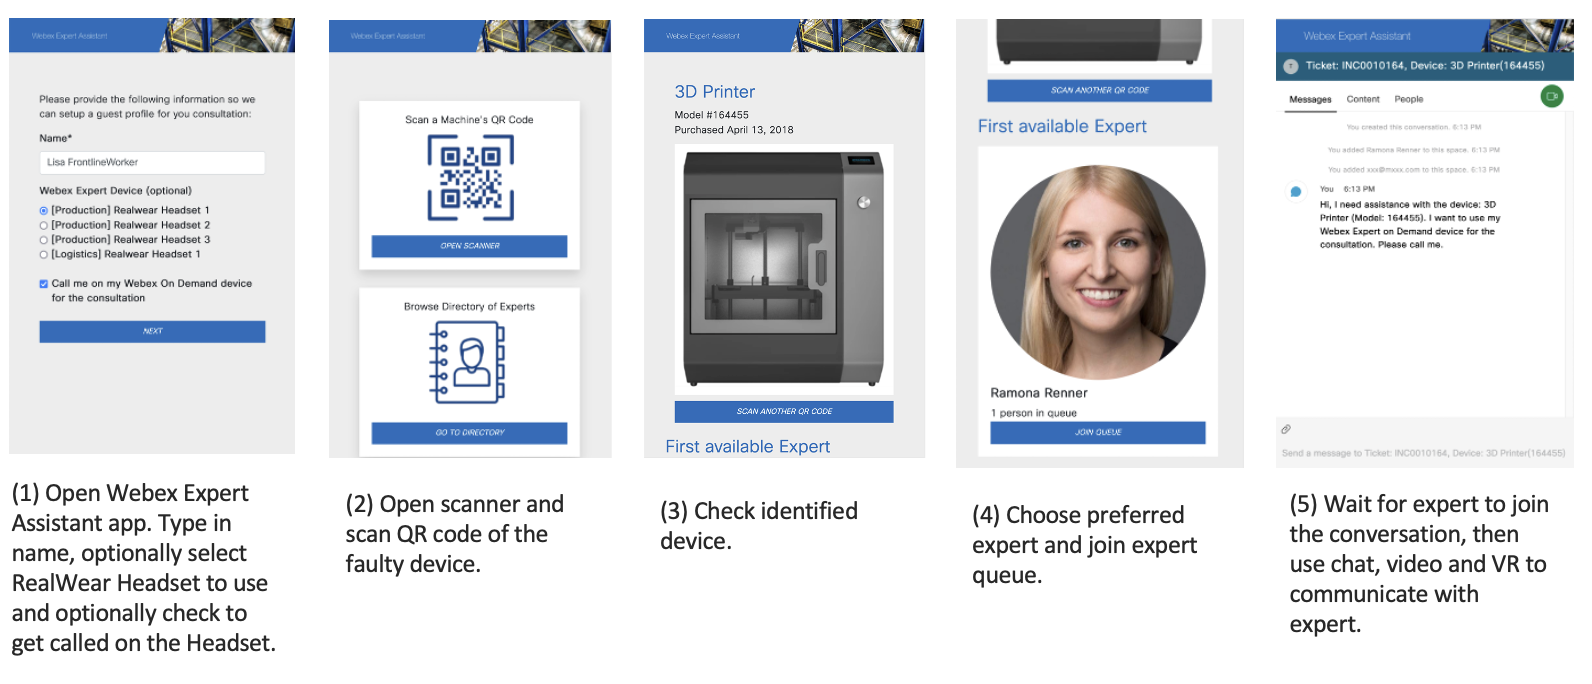 Webex Expert Assistant
Please provide the following information so we
can setup a guest profile for you consultation:
Name*
Lisa FrontlineWorker
Webex Expert Device (optional)
[Production] Realwear Headset 1
[Production] Realwear Headset 2
[Production] Realwear Headset 3
[Logistics] Realwear Headset 1
Call me on my Webex On Demand device
for the consultation
NEXT
(1) Open Webex Expert
Assistant app. Type in
name, optionally select
RealWear Headset to use
and optionally check to
get called on the Headset.
Webex Expert Assistant
Scan a Machine's QR Code
OPEN SCANNER
Browse Directory of Experts
GO TO DIRECTORY
(2) Open scanner and
scan QR code of the
faulty device.
Webex Expert Assistant
3D Printer
Model #164455
Purchased April 13, 2018
SCAN ANOTHER QR CODE
First available Expert
(3) Check identified
device.
SCAN ANOTHER QR CODE
First available Expert
Ramona Renner
1 person in queue
JOIN QUEUE
(4) Choose preferred
expert and join expert
queue.
Webex Expert Assistant
T
Ticket: INC0010164, Device: 3D Printer(164455)
Messages Content People
You created this conversation. 6:13 PM
You added Ramona Renner to this space. 6:13 PM
You added xxx@mxxx.com to this space. 6:13 PM
You 6:13 PM
Hi, I need assistance with the device: 3D
Printer (Model: 164455). I want to use my
Webex Expert on Demand device for the
consultation. Please call me.
Send a message to Ticket: INC0010164, Device: 3D Printer(164455)
(5) Wait for expert to join
the conversation, then
use chat, video and VR to
communicate with
expert.